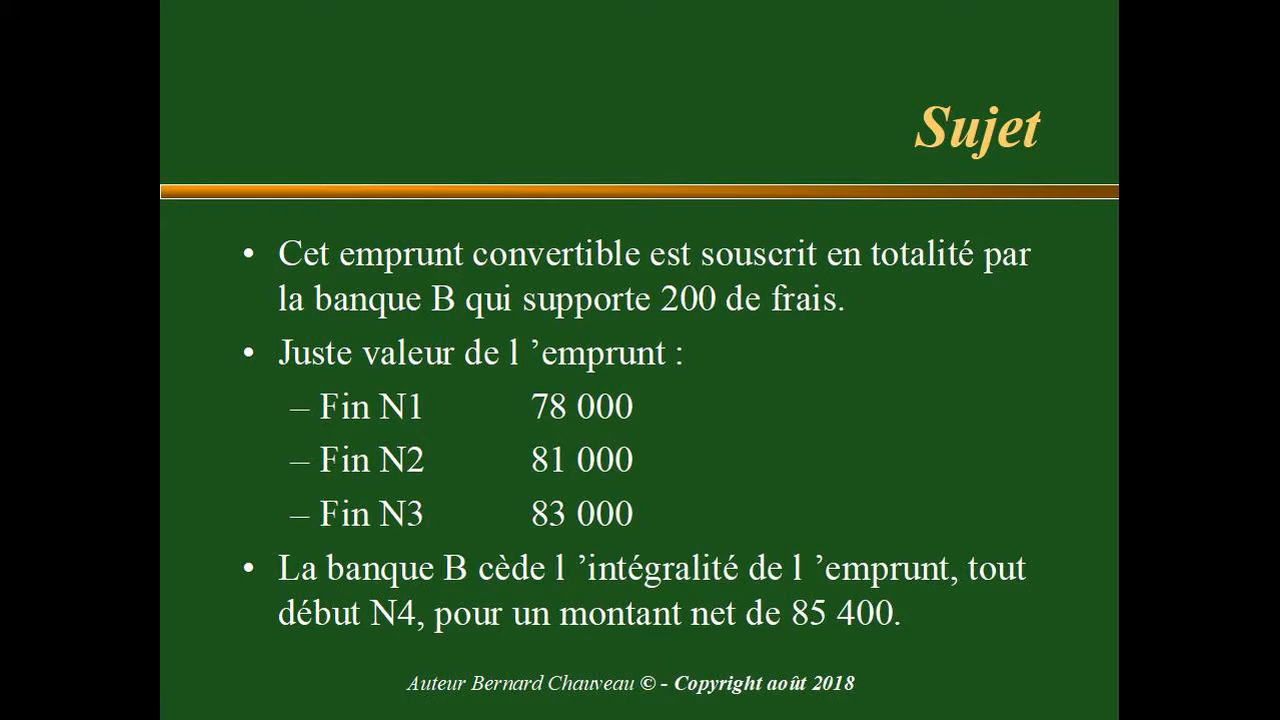 Sujet
• Cet emprunt convertible est souscrit en totalité par
la banque B qui supporte 200 de frais.
• Juste valeur de l ’emprunt :
– Fin N1 78 000
– Fin N2 81 000
– Fin N3 83 000
• La banque B cède l ’intégralité de l ’emprunt, tout
début N4, pour un montant net de 85 400.
Auteur Bernard Chauveau © - Copyright août 2018